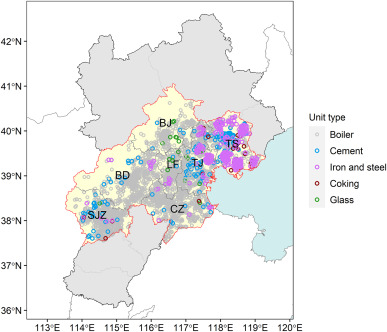 42°N
41°N
40°N
39°N
38°N
37°N
36°N
113°E 114°E 115°E 116°E 117°E 118°E 119°E 120°E
BJ
TS
LF TJ
BD
SJZ CZ
Unit type
Boiler
Cement
Iron and steel
Coking
Glass